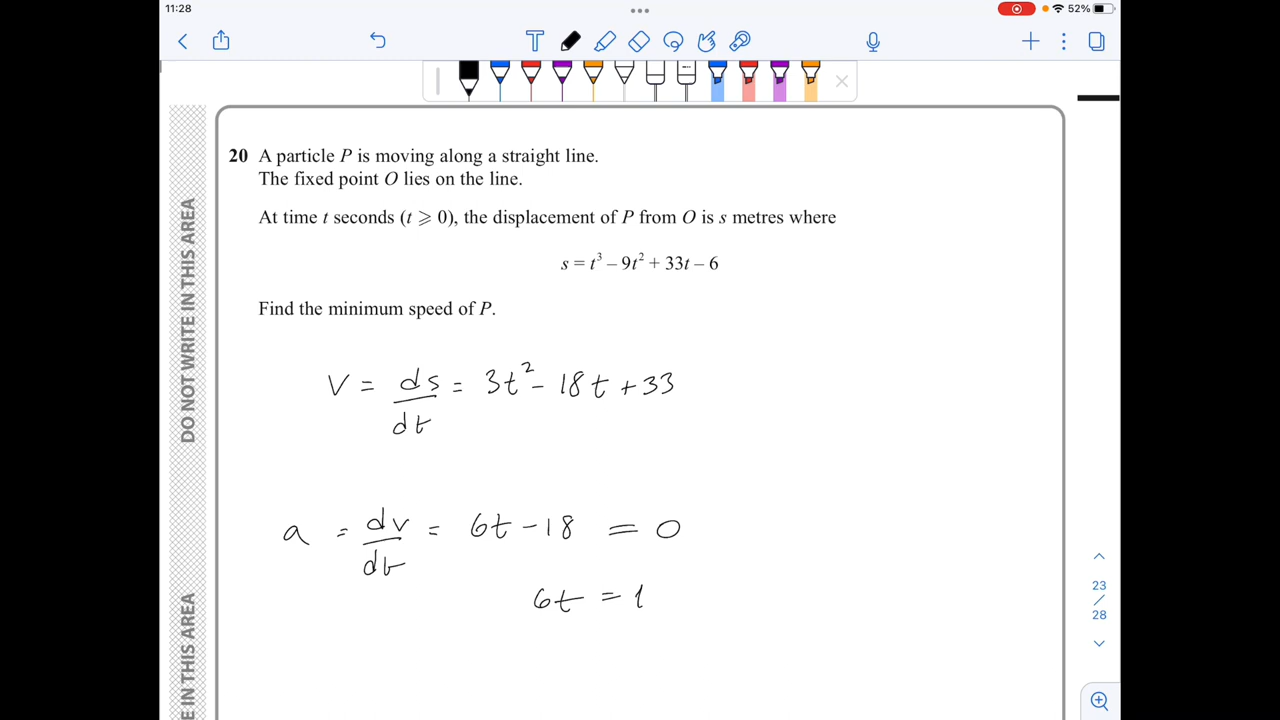 11:28
52%
20 A particle P is moving along a straight line.
The fixed point O lies on the line.
At time t seconds (t ⩾ 0), the displacement of P from O is s metres where
s = t³ – 9t² + 33t – 6
Find the minimum speed of P.
V = ds/dt = 3t² - 18t + 33
a = dv/dt = 6t - 18 = 0
6t = 1
DO NOT WRITE IN THIS AREA
E IN THIS AREA
23
/
28